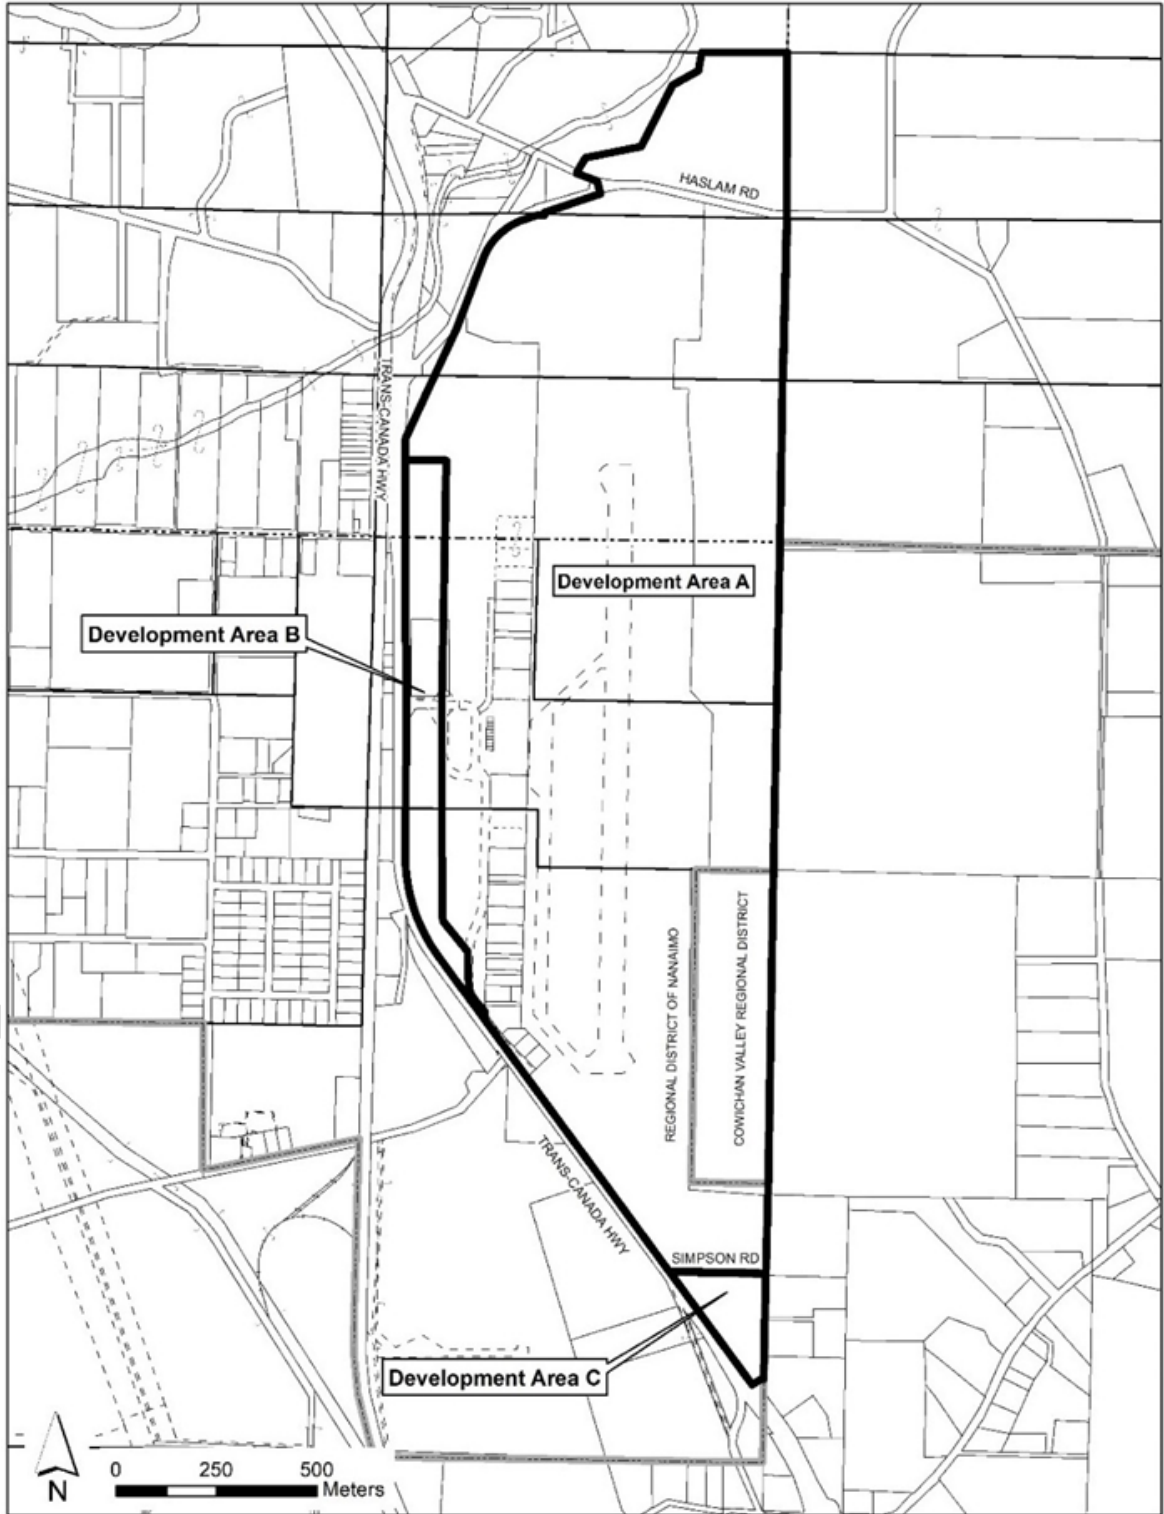 HASLAM RD
TRANS-CANADA HWY
Development Area A
Development Area B
REGIONAL DISTRICT OF NANAIMO
COWICHAN VALLEY REGIONAL DISTRICT
TRANS-CANADA HWY
SIMPSON RD
Development Area C
N
0 250 500
Meters